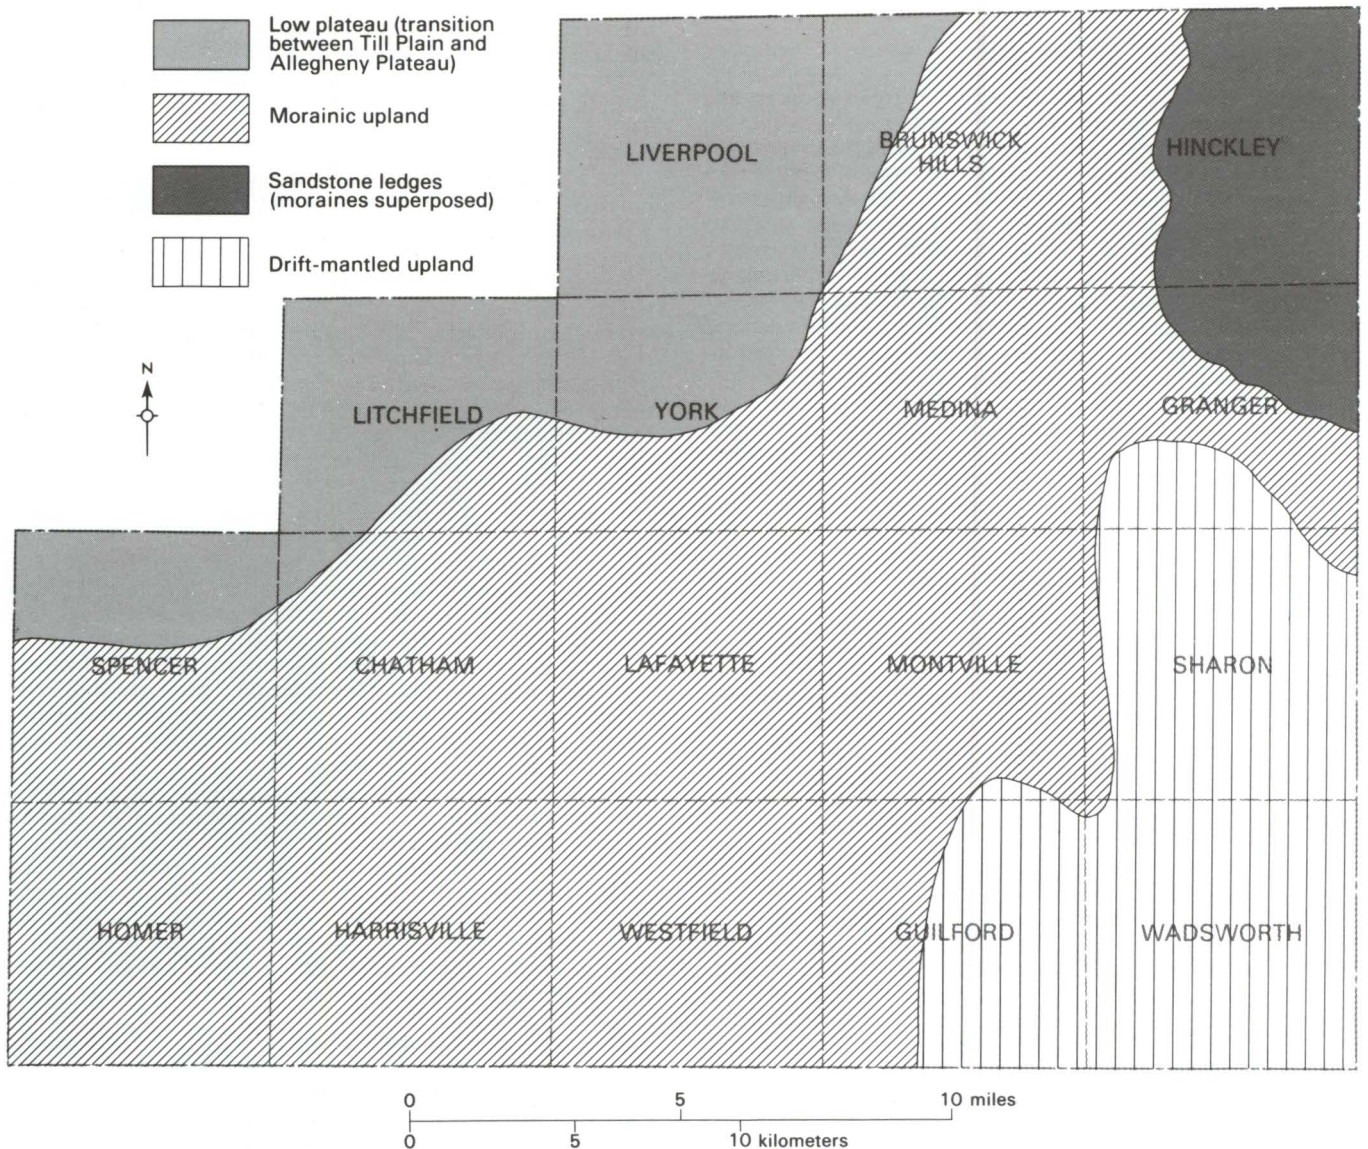 Low plateau (transition
between Till Plain and
Allegheny Plateau)
Morainic upland
Sandstone ledges
(moraines superposed)
Drift-mantled upland
N
LIVERPOOL
BRUNSWICK
HILLS
HINCKLEY
LITCHFIELD
YORK
MEDINA
GRANGER
SPENCER
CHATHAM
LAFAYETTE
MONTVILLE
SHARON
HOMER
HARRISVILLE
WESTFIELD
GUILFORD
WADSWORTH
0 5 10 miles
0 5 10 kilometers